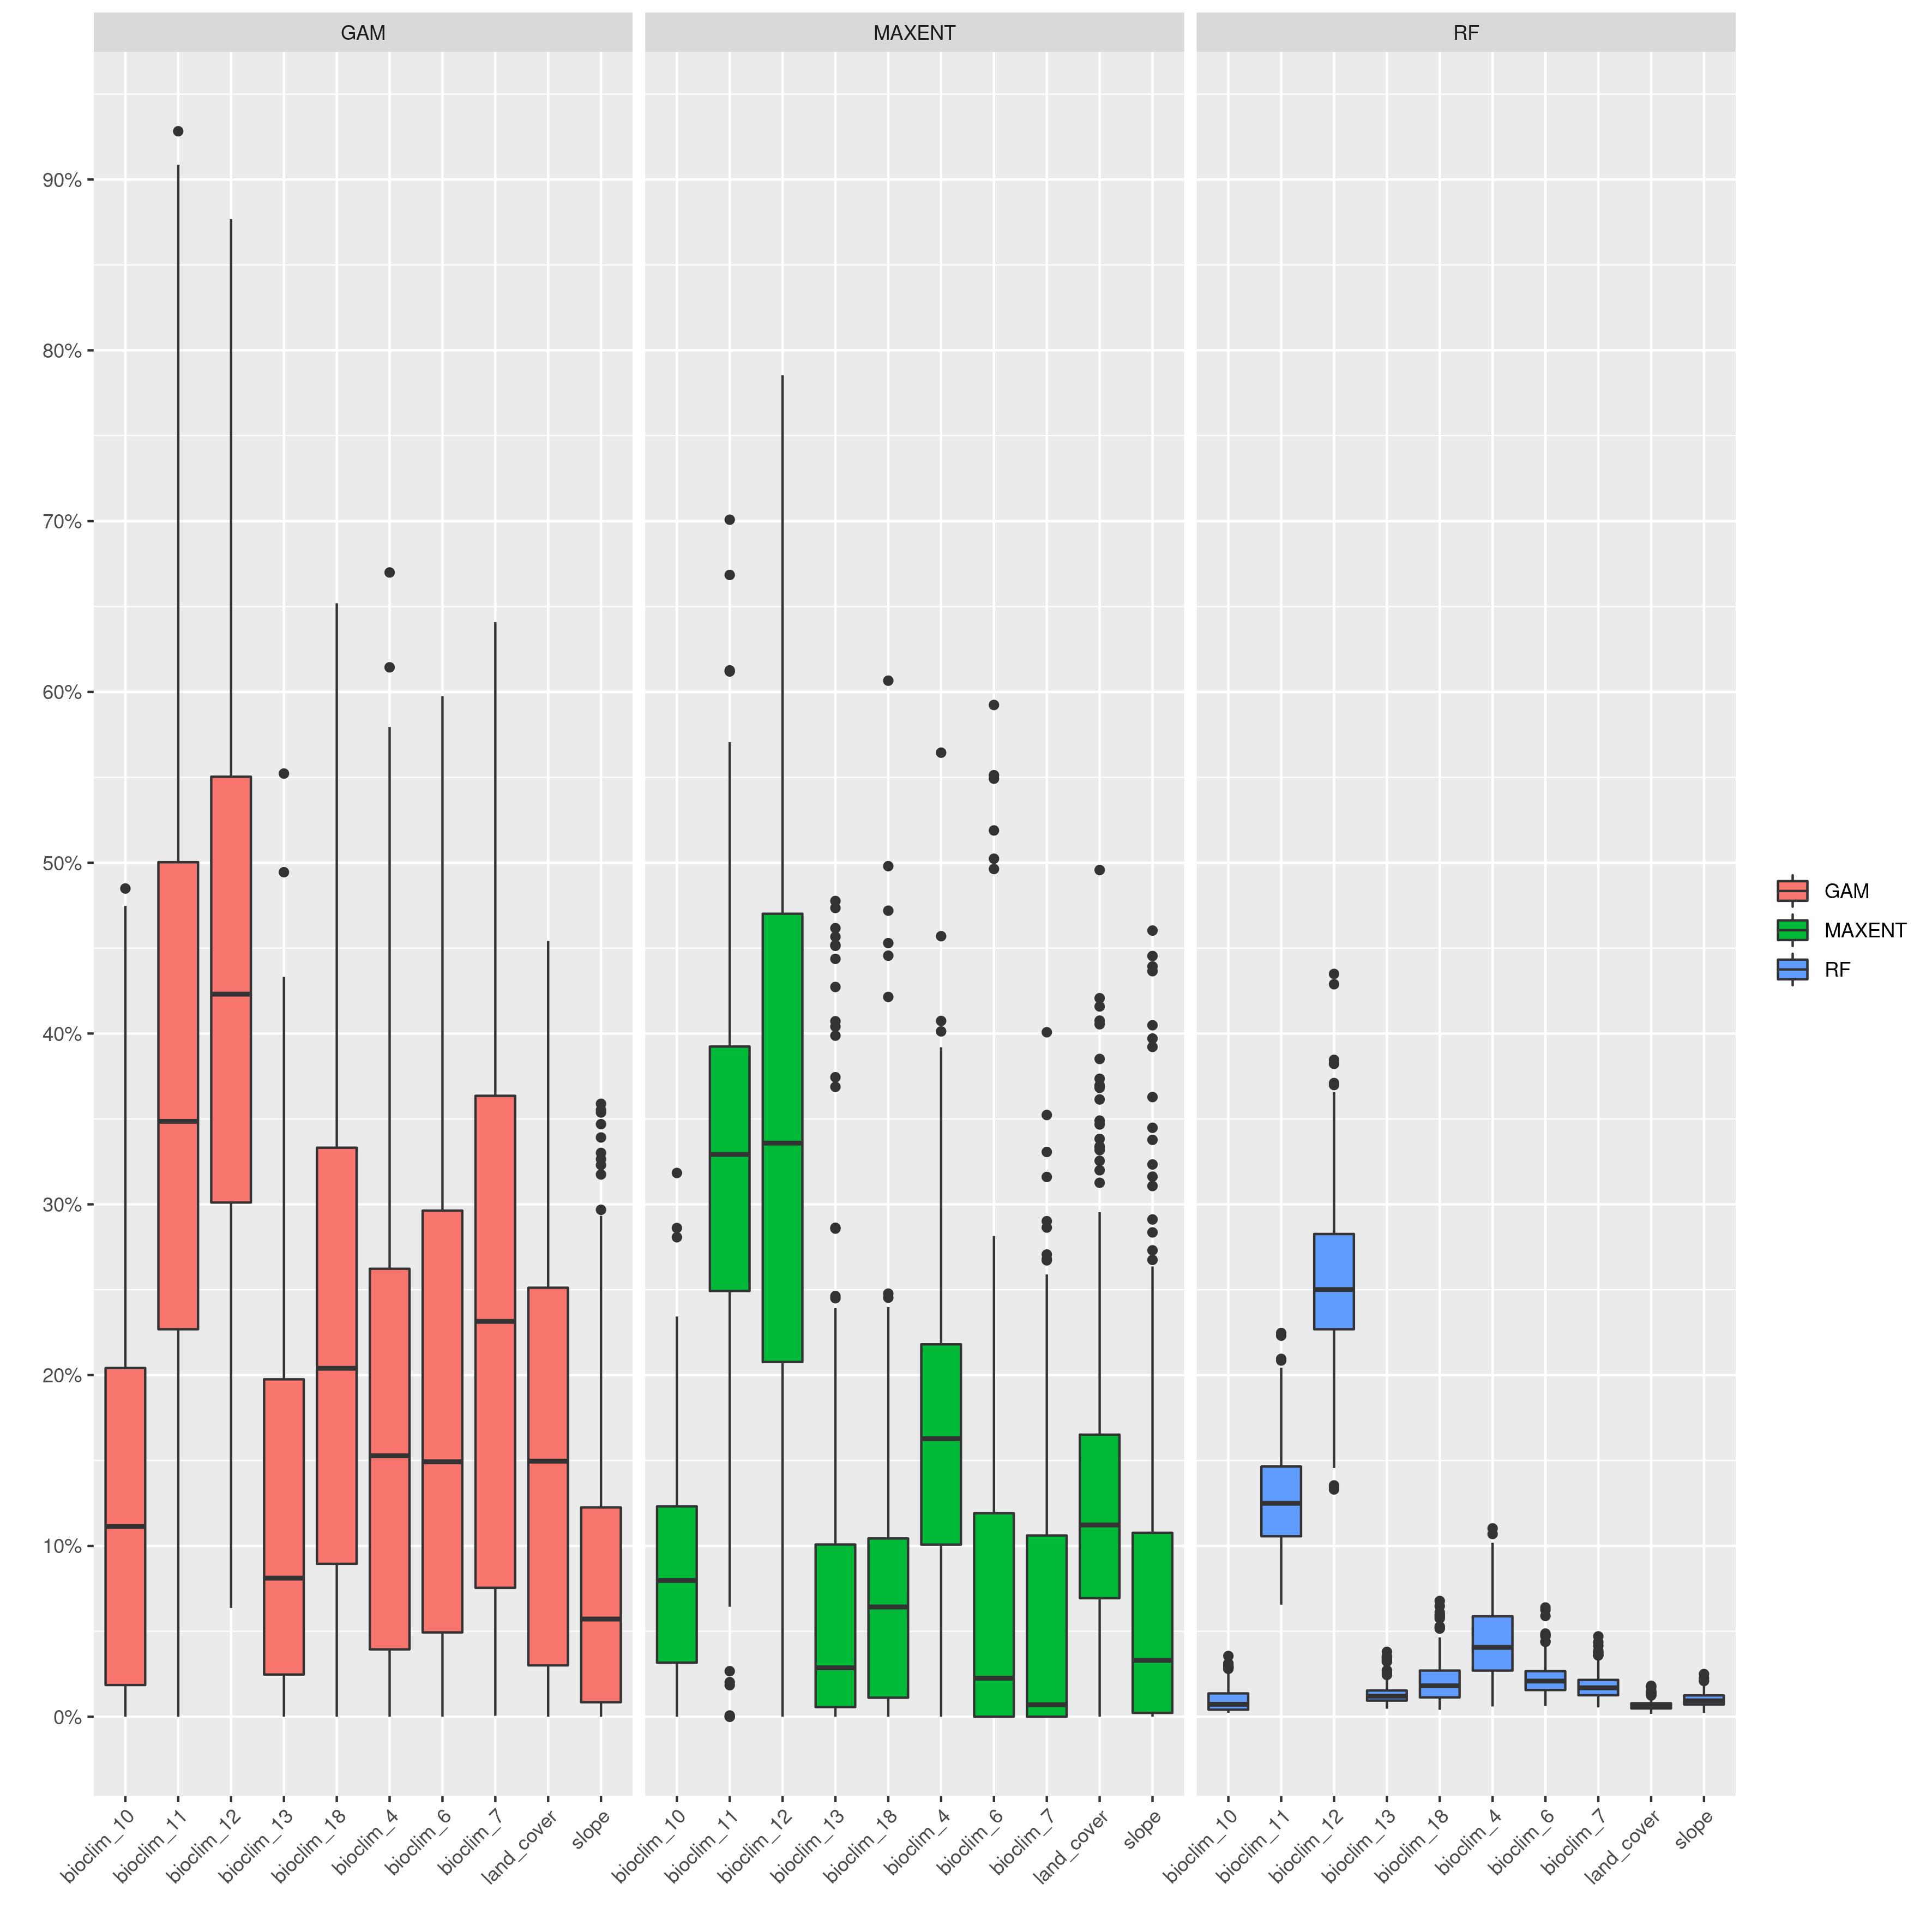 GAM MAXENT RF
90%
80%
70%
60%
50%
40%
30%
20%
10%
0%
GAM
MAXENT
RF
bioclim_10 bioclim_11 bioclim_12 bioclim_13 bioclim_18 bioclim_4 bioclim_6 bioclim_7 land_cover slope bioclim_10 bioclim_11 bioclim_12 bioclim_13 bioclim_18 bioclim_4 bioclim_6 bioclim_7 land_cover slope bioclim_10 bioclim_11 bioclim_12 bioclim_13 bioclim_18 bioclim_4 bioclim_6 bioclim_7 land_cover slope